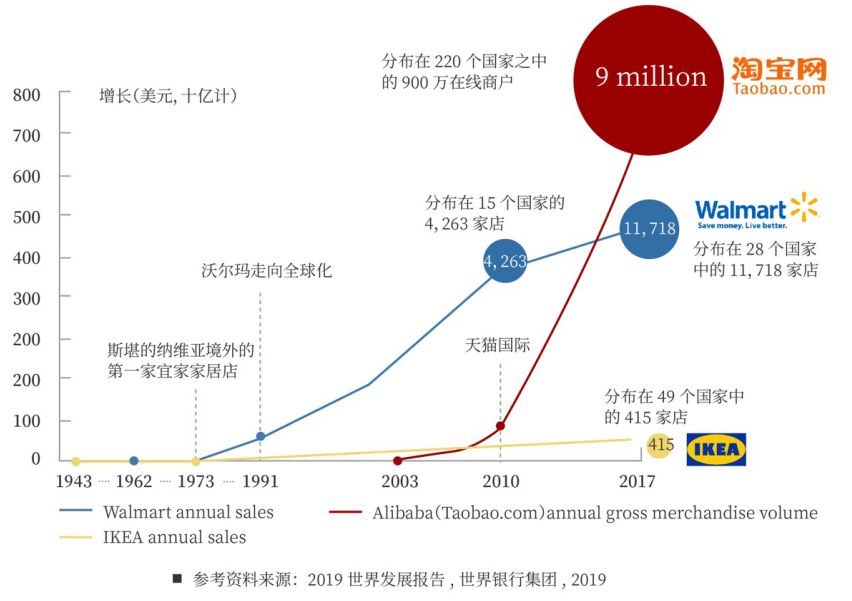 分布在 220 个国家之中
的 900 万在线商户
9 million
淘宝网
Taobao.com
增长(美元, 十亿计)
800
700
600
500
400
300
200
200
100
0
分布在 15 个国家的
4, 263 家店
4, 263
11, 718
Walmart
Save money. Live better.
分布在 28 个国家
中的 11, 718 家店
沃尔玛走向全球化
斯堪的纳维亚境外的
第一家宜家家居店
天猫国际
分布在 49 个国家中
的 415 家店
415
IKEA
1943 ···· 1962 ···· 1973 ···· 1991
2003
2010
2017
Walmart annual sales
Alibaba(Taobao.com)annual gross merchandise volume
IKEA annual sales
■ 参考资料来源: 2019 世界发展报告 , 世界银行集团 , 2019